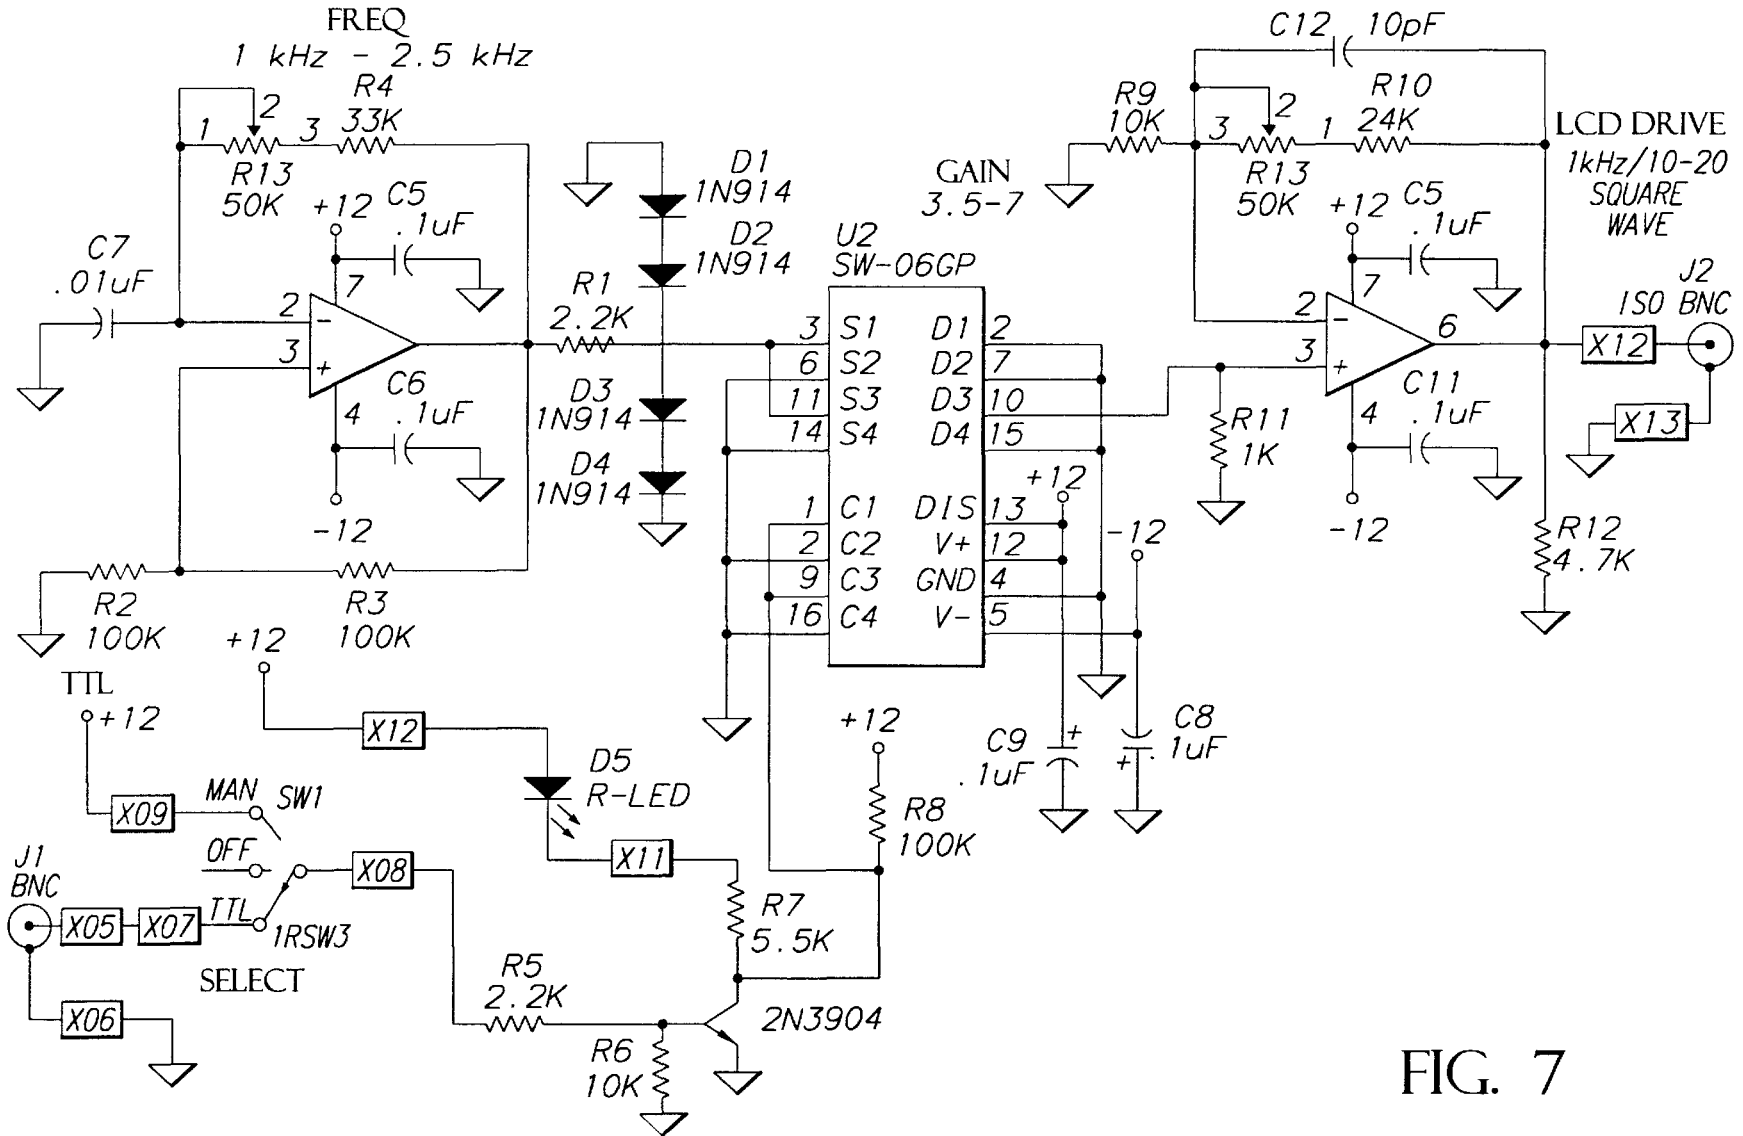 FREQ
1 kHz - 2.5 kHz
R4
33K
1
2
3
R13
50K
+12
C5
.1uF
C7
.01uF
2
-
3
+
7
4
C6
.1uF
-12
R2
100K
R3
100K
R1
2.2K
D1
1N914
D2
1N914
D3
1N914
D4
1N914
U2
SW-06GP
3 S1
6 S2
11 S3
14 S4
1 C1
2 C2
9 C3
16 C4
D1 2
D2 7
D3 10
D4 15
DIS 13
V+ 12
GND 4
V- 5
+12
-12
C9
.1uF
+
C8
.1uF
+
GAIN
3.5-7
C12 10pF
R9
10K
3
2
1
R13
50K
R10
24K
+12
C5
.1uF
2
-
3
+
7
6
4
C11
.1uF
-12
R11
1K
R12
4.7K
LCD DRIVE
1kHz/10-20
SQUARE
WAVE
J2
ISO BNC
X12
X13
TTL
+12
X09
MAN
SW1
OFF
TTL
1RSW3
SELECT
J1
BNC
X05
X07
X06
X08
+12
X12
D5
R-LED
X11
R7
5.5K
+12
R8
100K
R5
2.2K
R6
10K
2N3904
FIG. 7